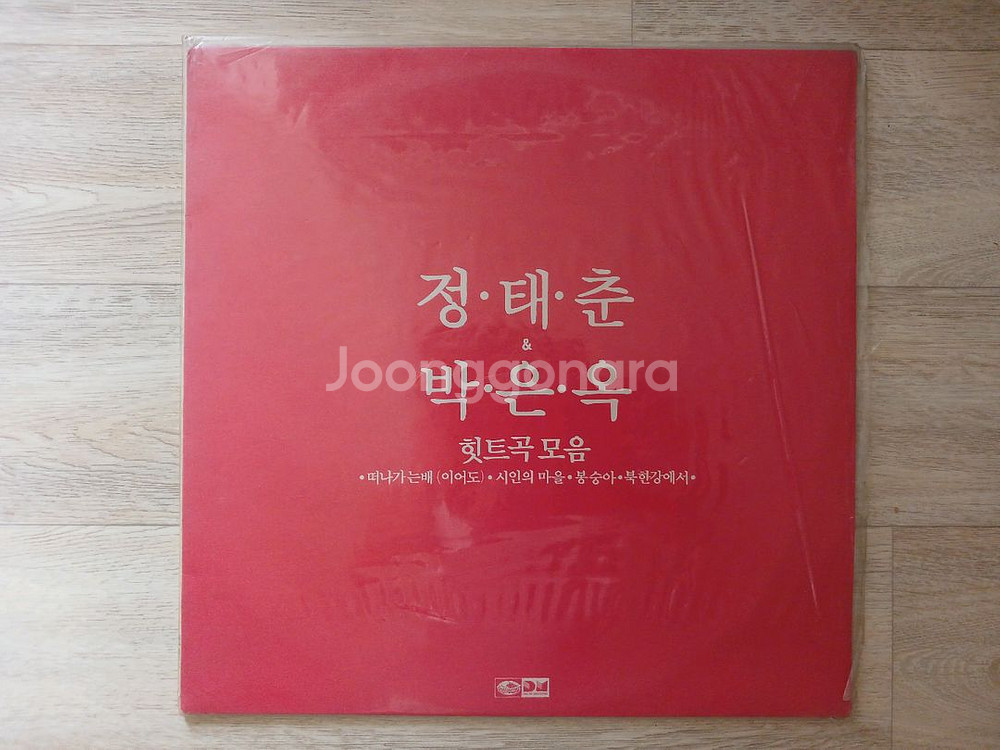 정·태·춘
&
Joonggonara
박·은·옥
힛트곡 모음
•떠나가는배 (이어도)•시인의 마을•봉숭아•북한강에서•